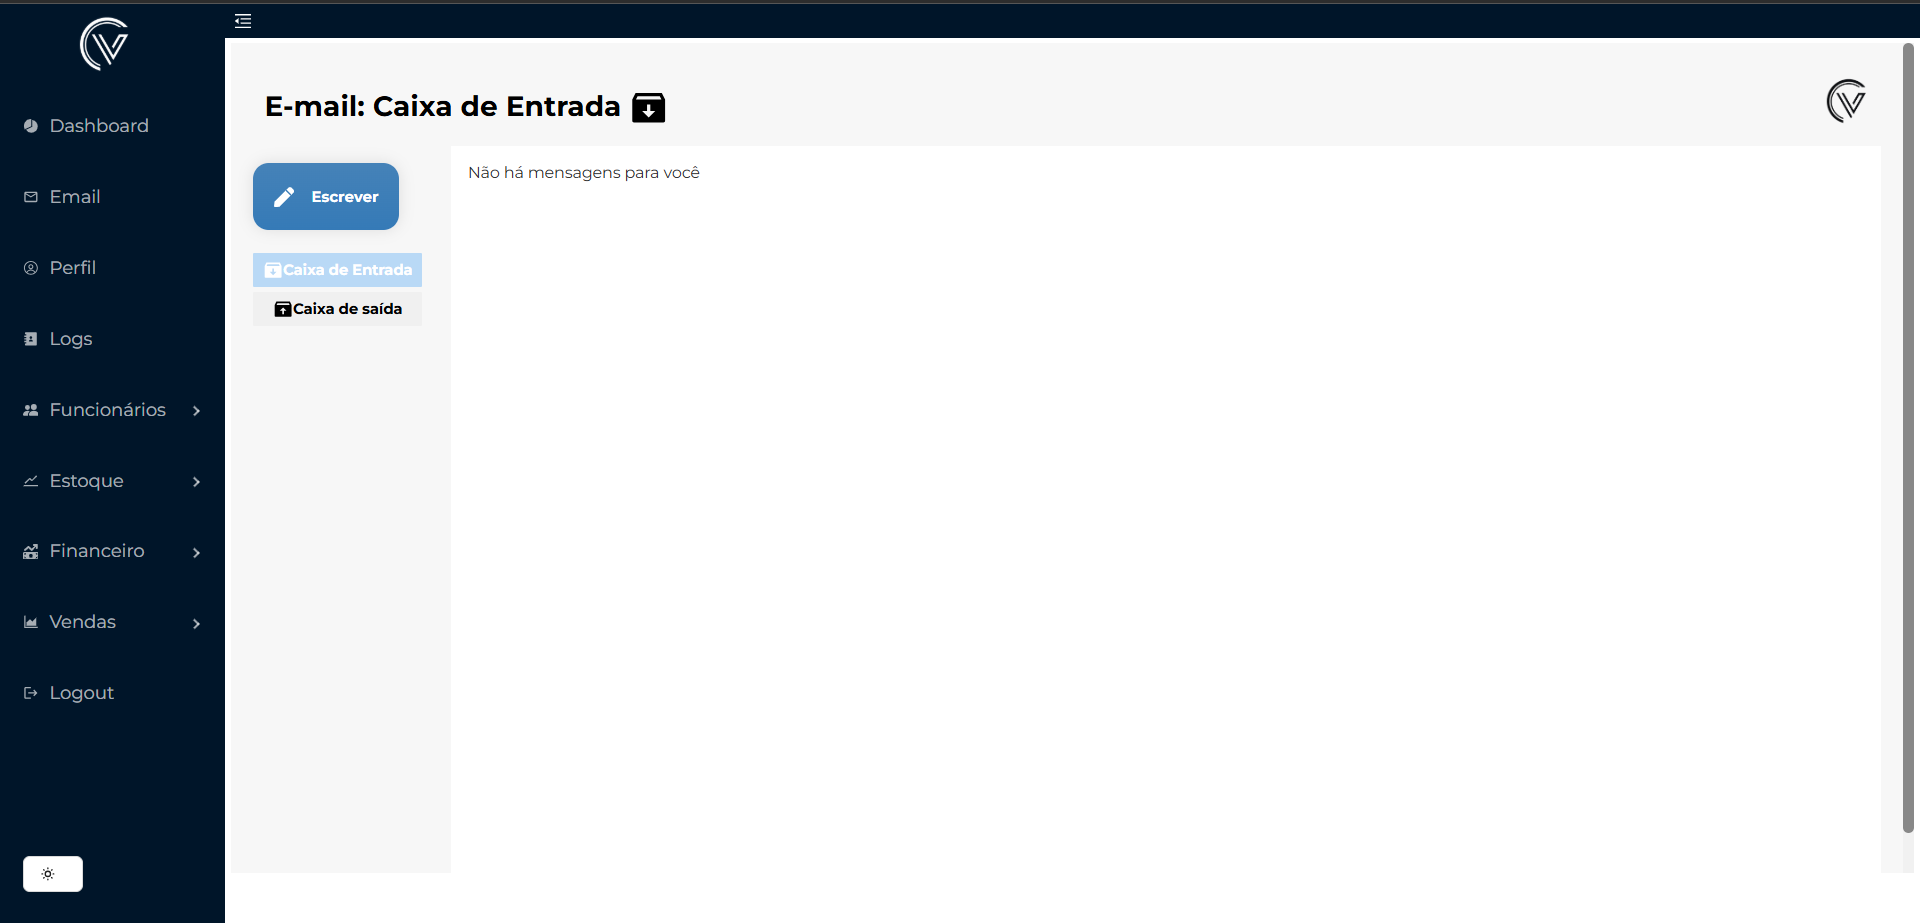 Dashboard
Email
Perfil
Logs
Funcionários
Estoque
Financeiro
Vendas
Logout
E-mail: Caixa de Entrada
Escrever
Caixa de Entrada
Caixa de saída
Não há mensagens para você